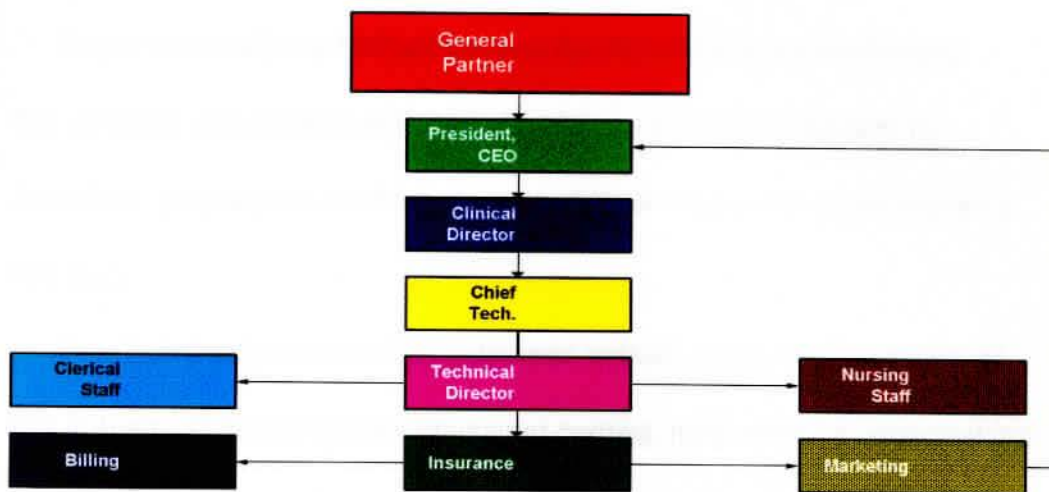 General
Partner
President,
CEO
Clinical
Director
Chief
Tech.
Clerical
Staff
Technical
Director
Nursing
Staff
Billing
Insurance
Marketing